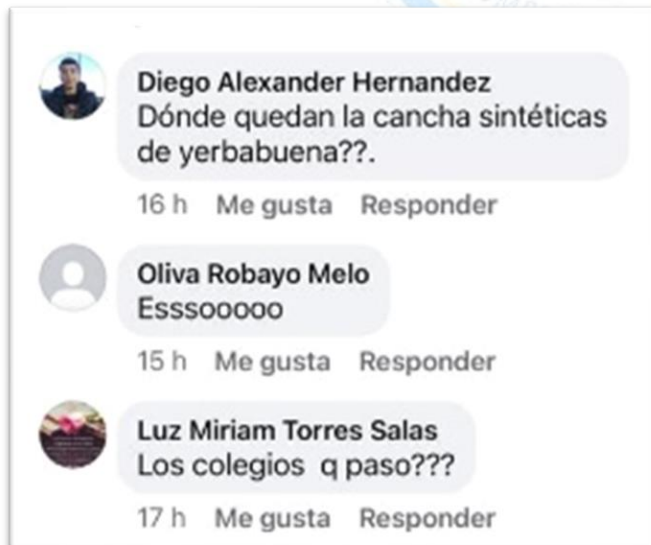 Diego Alexander Hernandez
Dónde quedan la cancha sintéticas
de yerbabuena??.
16 h Me gusta Responder
Oliva Robayo Melo
Esssooooo
15 h Me gusta Responder
Luz Miriam Torres Salas
Los colegios q paso???
17 h Me gusta Responder